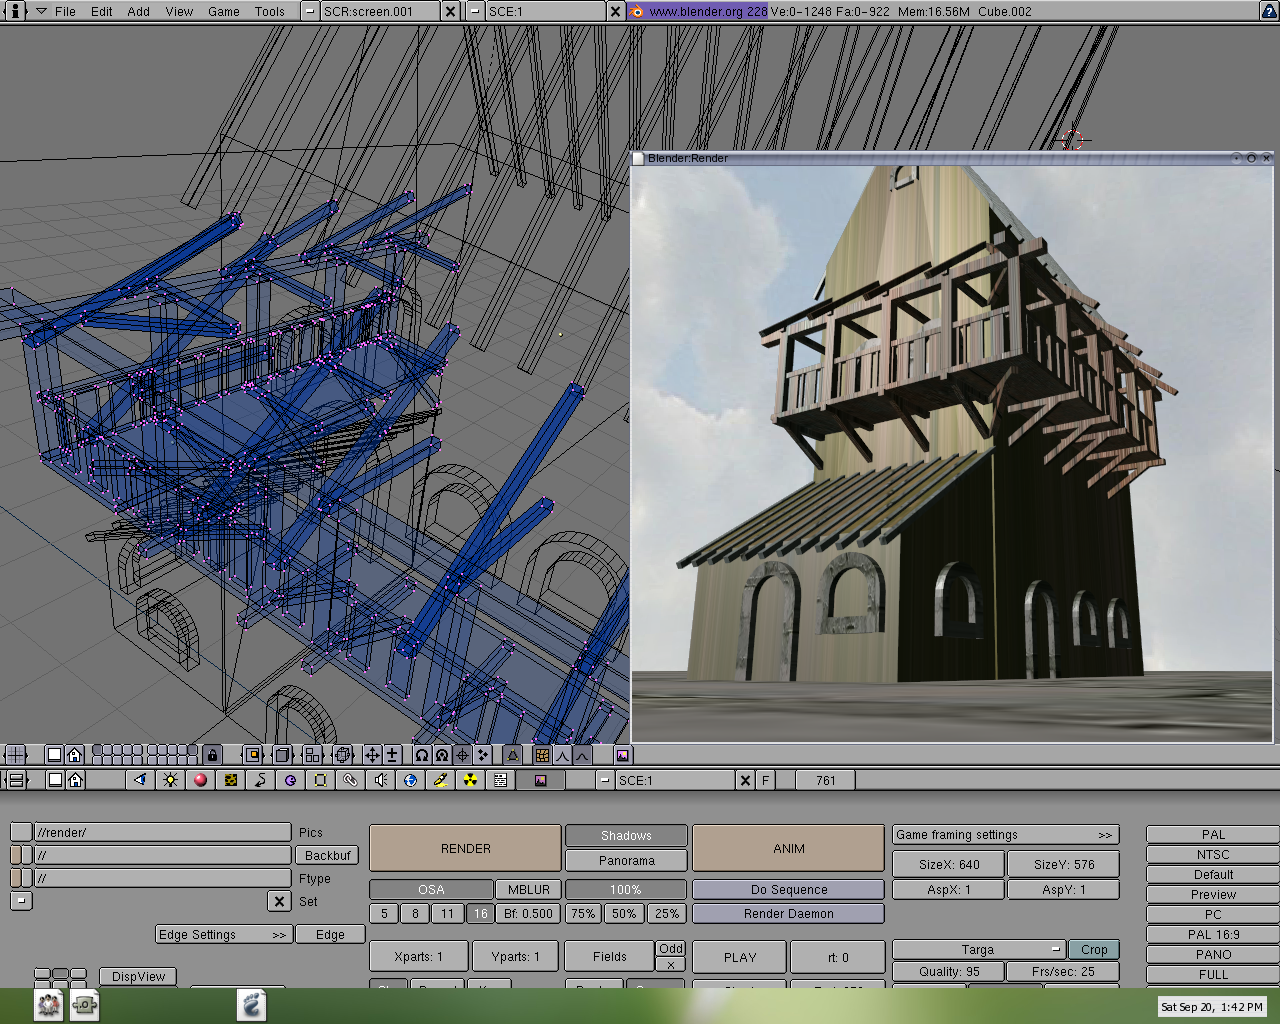 File Edit Add View Game Tools SCR:screen.001 SCE:1 www.blender.org 228 Ve:0-1248 Fa:0-922 Mem:16.56M Cube.002
Blender:Render
SCE:1 F 761
//render/ Pics
// Backbuf
// Ftype
Set
Edge Settings >> Edge
DispView
RENDER
Shadows
Panorama
ANIM
OSA MBLUR 100% Do Sequence
5 8 11 16 Bf: 0.500 75% 50% 25% Render Daemon
Xparts: 1 Yparts: 1 Fields Odd
x
PLAY rt: 0
Game framing settings >>
SizeX: 640 SizeY: 576
AspX: 1 AspY: 1
Targa Crop
Quality: 95 Frs/sec: 25
PAL
NTSC
Default
Preview
PC
PAL 16:9
PANO
FULL
Sat Sep 20, 1:42 PM